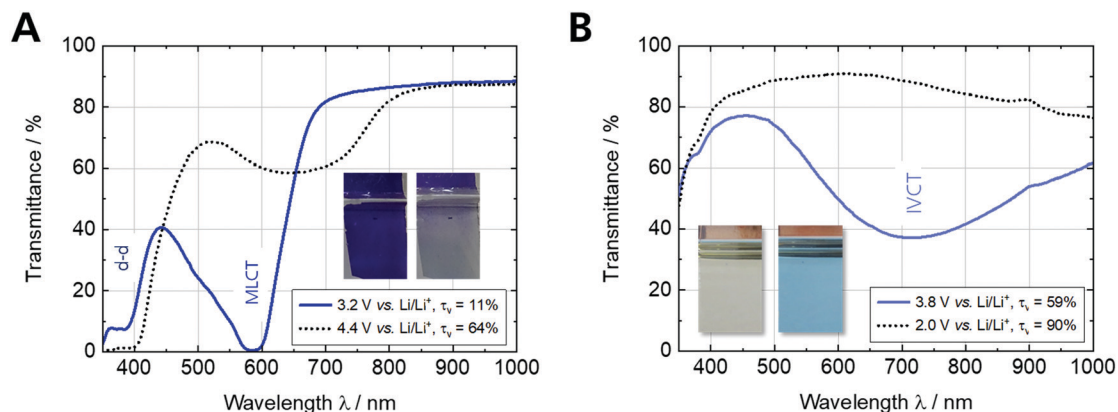 A
Transmittance / %
100
80
60
40
20
0
d-d
MLCT
3.2 V vs. Li/Li⁺, τᵥ = 11%
4.4 V vs. Li/Li⁺, τᵥ = 64%
400 500 600 700 800 900 1000
Wavelength λ / nm
B
Transmittance / %
100
80
60
40
20
0
IVCT
3.8 V vs. Li/Li⁺, τᵥ = 59%
2.0 V vs. Li/Li⁺, τᵥ = 90%
400 500 600 700 800 900 1000
Wavelength λ / nm